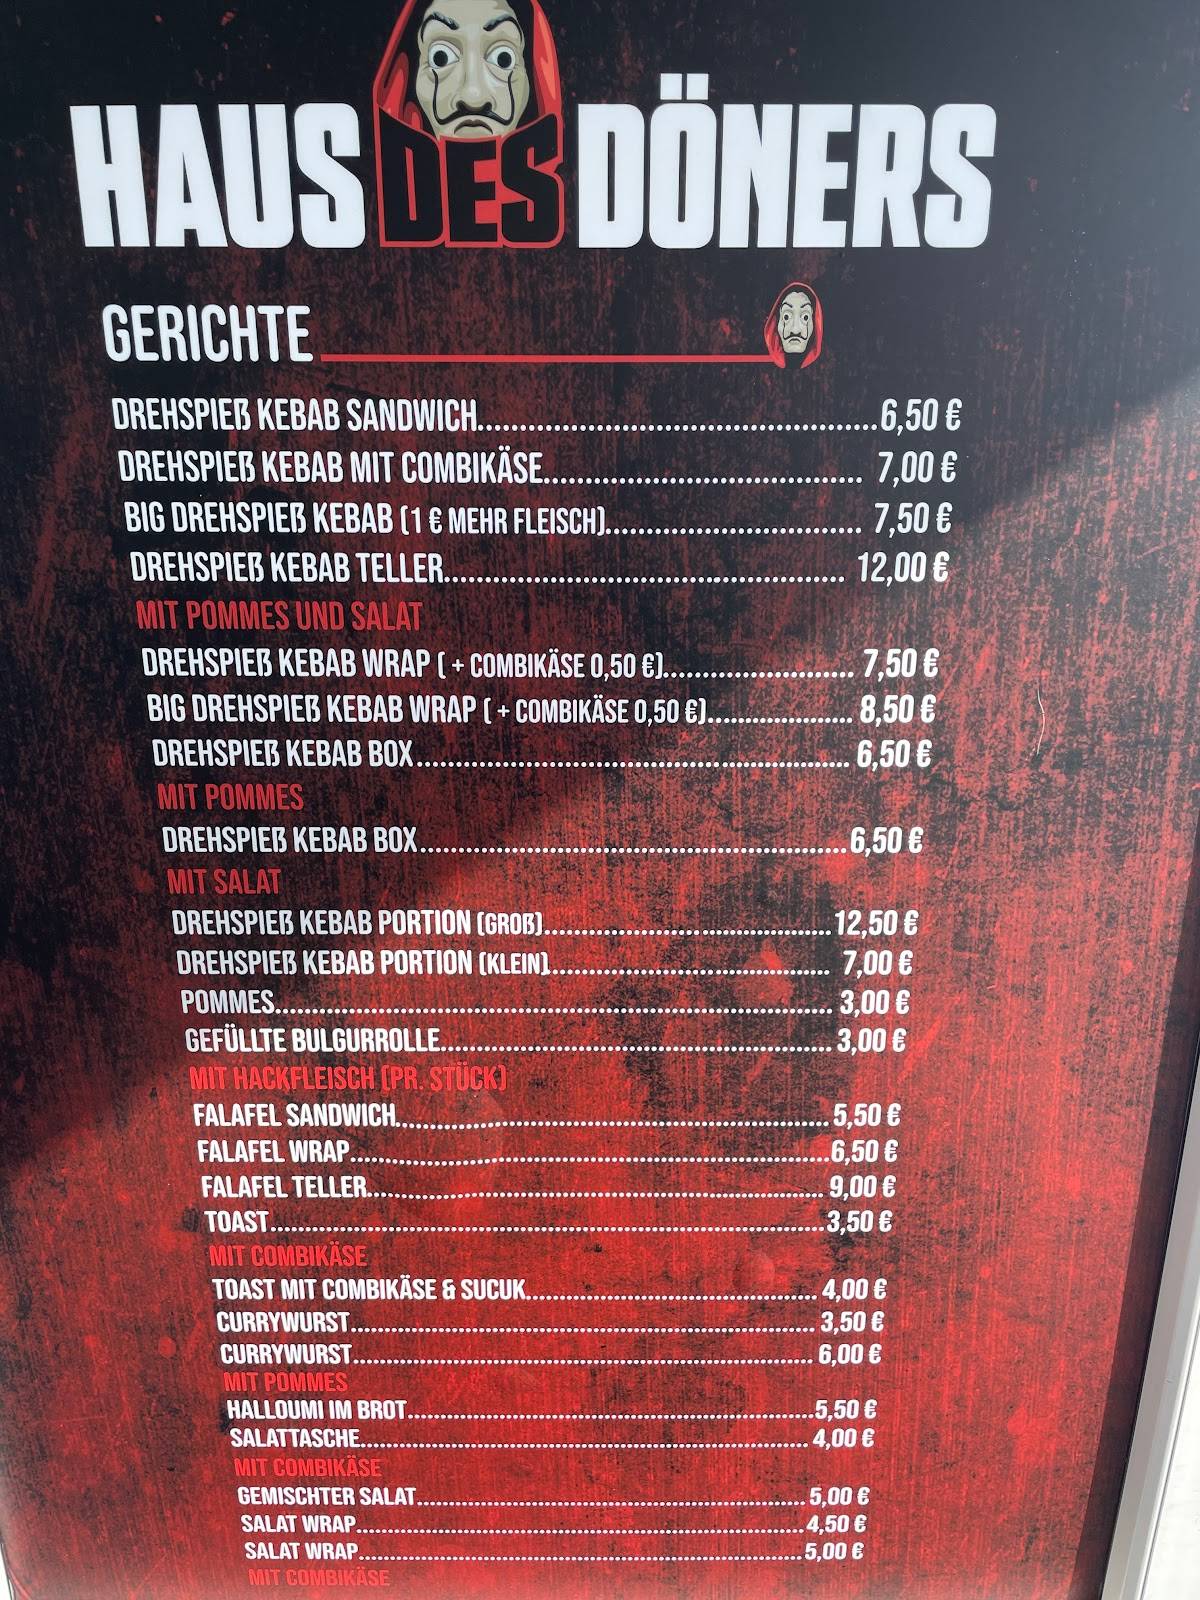 HAUS DES DÖNERS
GERICHTE
DREHSPIEß KEBAB SANDWICH................................................6,50 €
DREHSPIEß KEBAB MIT COMBIKÄSE...................................... 7,00 €
BIG DREHSPIEß KEBAB (1 € MEHR FLEISCH).............................. 7,50 €
DREHSPIEß KEBAB TELLER................................................ 12,00 €
MIT POMMES UND SALAT
DREHSPIEß KEBAB WRAP ( + COMBIKÄSE 0,50 €)....................... 7,50 €
BIG DREHSPIEß KEBAB WRAP ( + COMBIKÄSE 0,50 €)................. 8,50 €
DREHSPIEß KEBAB BOX.................................................... 6,50 €
MIT POMMES
DREHSPIEß KEBAB BOX....................................................6,50 €
MIT SALAT
DREHSPIEß KEBAB PORTION (GROß).....................................12,50 €
DREHSPIEß KEBAB PORTION (KLEIN).................................... 7,00 €
POMMES........................................................................ 3,00 €
GEFÜLLTE BULGURROLLE.................................................. 3,00 €
MIT HACKFLEISCH (PR. STÜCK)
FALAFEL SANDWICH.........................................................5,50 €
FALAFEL WRAP................................................................6,50 €
FALAFEL TELLER............................................................. 9,00 €
TOAST............................................................................3,50 €
MIT COMBIKÄSE
TOAST MIT COMBIKÄSE & SUCUK........................................ 4,00 €
CURRYWURST.................................................................. 3,50 €
CURRYWURST.................................................................. 6,00 €
MIT POMMES
HALLOUMI IM BROT..........................................................5,50 €
SALATTASCHE................................................................. 4,00 €
MIT COMBIKÄSE
GEMISCHTER SALAT......................................................... 5,00 €
SALAT WRAP...................................................................4,50 €
SALAT WRAP...................................................................5,00 €
MIT COMBIKÄSE